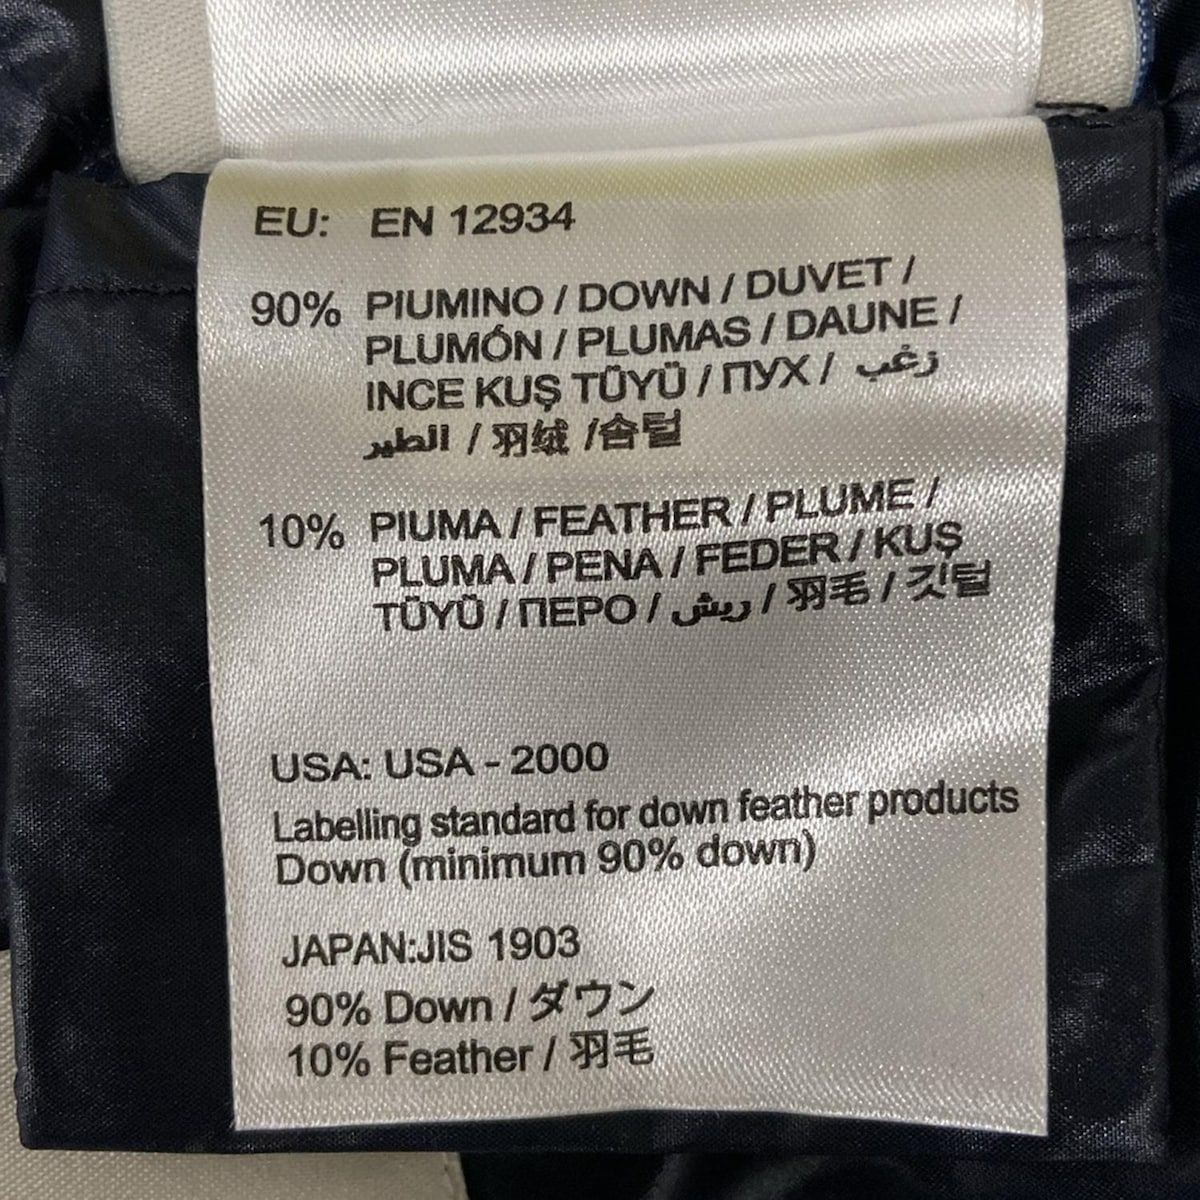 EU: EN 12934
90% PIUMINO / DOWN / DUVET /
PLUMÓN / PLUMAS / DAUNE /
INCE KUŞ TÜYÜ / ПУХ / زغب
الطير / 羽绒 /솜털
10% PIUMA / FEATHER / PLUME /
PLUMA / PENA / FEDER / KUŞ
TÜYÜ / ПЕРО / ريش / 羽毛 / 깃털
USA: USA - 2000
Labelling standard for down feather products
Down (minimum 90% down)
JAPAN:JIS 1903
90% Down / ダウン
10% Feather / 羽毛